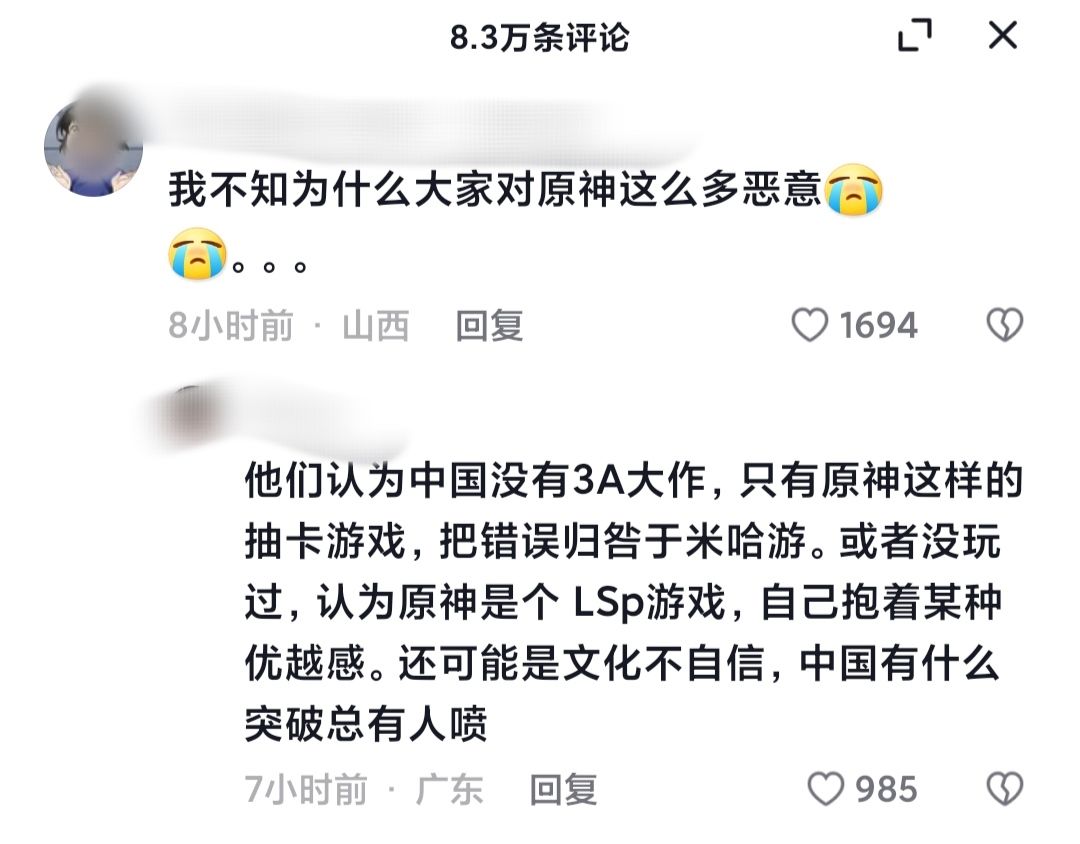 8.3万条评论
我不知为什么大家对原神这么多恶意😭
😭。。。
8小时前 · 山西 回复 1694
他们认为中国没有3A大作，只有原神这样的
抽卡游戏，把错误归咎于米哈游。或者没玩
过，认为原神是个 LSp游戏，自己抱着某种
优越感。还可能是文化不自信，中国有什么
突破总有人喷
7小时前 · 广东 回复 985